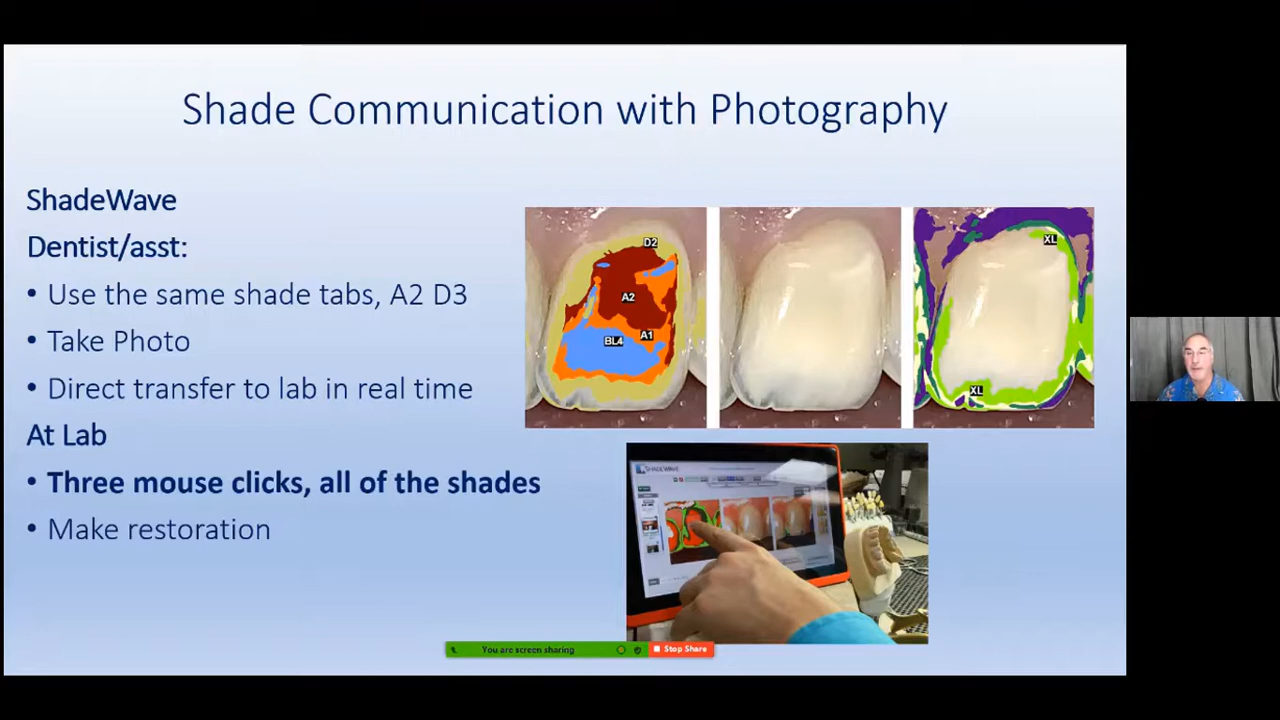 Shade Communication with Photography
ShadeWave
Dentist/asst:
• Use the same shade tabs, A2 D3
• Take Photo
• Direct transfer to lab in real time
At Lab
• Three mouse clicks, all of the shades
• Make restoration
D2
A2
A1
BL4
XL
XL
SHADEWAVE
You are screen sharing
Stop Share